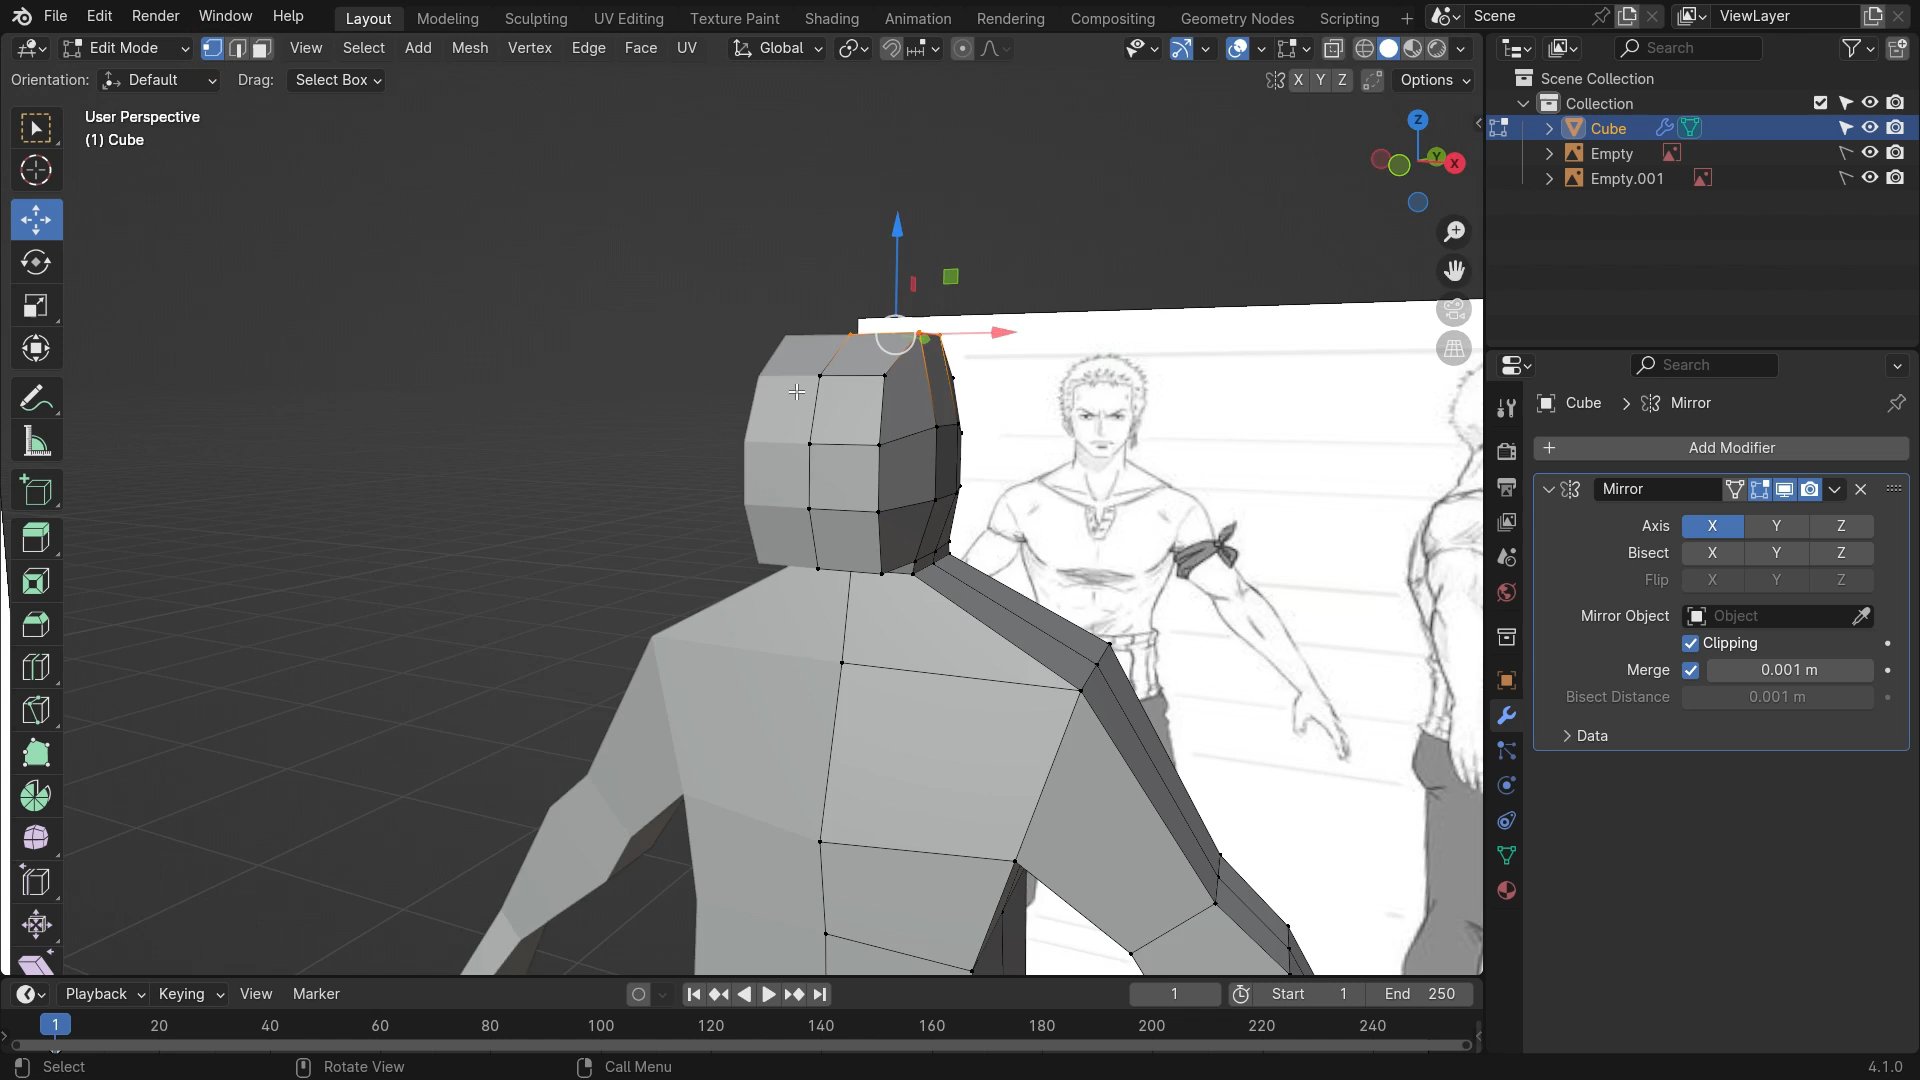 File Edit Render Window Help Layout Modeling Sculpting UV Editing Texture Paint Shading Animation Rendering Compositing Geometry Nodes Scripting + Scene ViewLayer
Edit Mode View Select Add Mesh Vertex Edge Face UV Global Search
Orientation: Default Drag: Select Box X Y Z Options
Scene Collection
Collection
Cube
Empty
Empty.001
User Perspective
(1) Cube
Z
Y
X
Search
Cube > Mirror
+ Add Modifier
Mirror
Axis X Y Z
Bisect X Y Z
Flip X Y Z
Mirror Object Object
Clipping
Merge 0.001 m
Bisect Distance 0.001 m
Data
Playback Keying View Marker 1 Start 1 End 250
1 20 40 60 80 100 120 140 160 180 200 220 240
Select Rotate View Call Menu 4.1.0